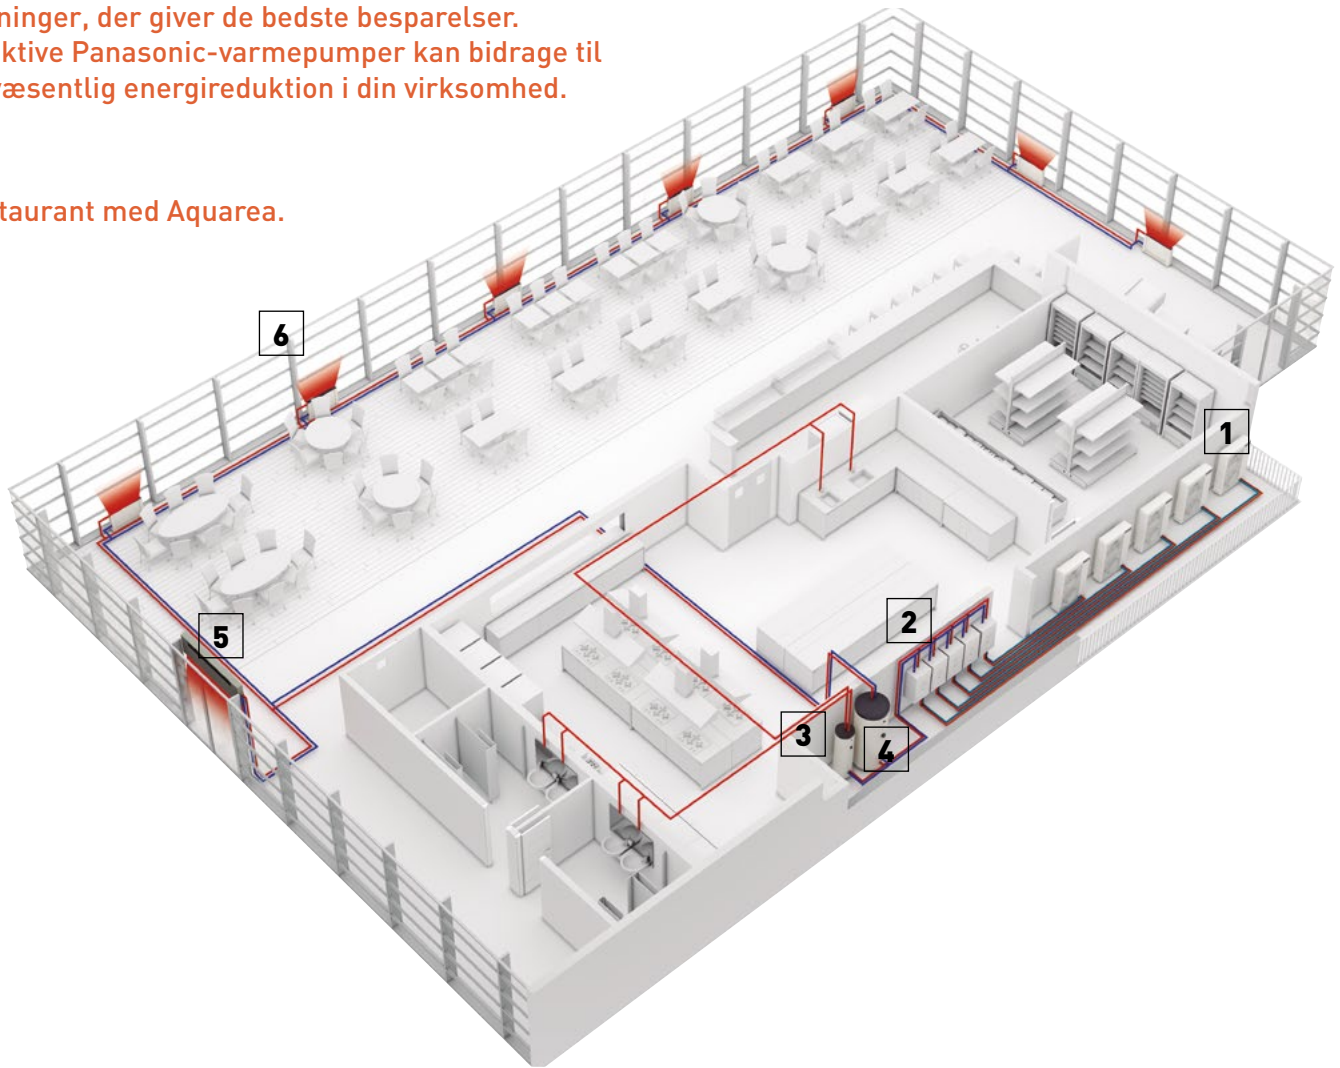 ninger, der giver de bedste besparelser.
ktive Panasonic-varmepumper kan bidrage til
æsentlig energireduktion i din virksomhed.
taurant med Aquarea.
6
1
2
5
3
4